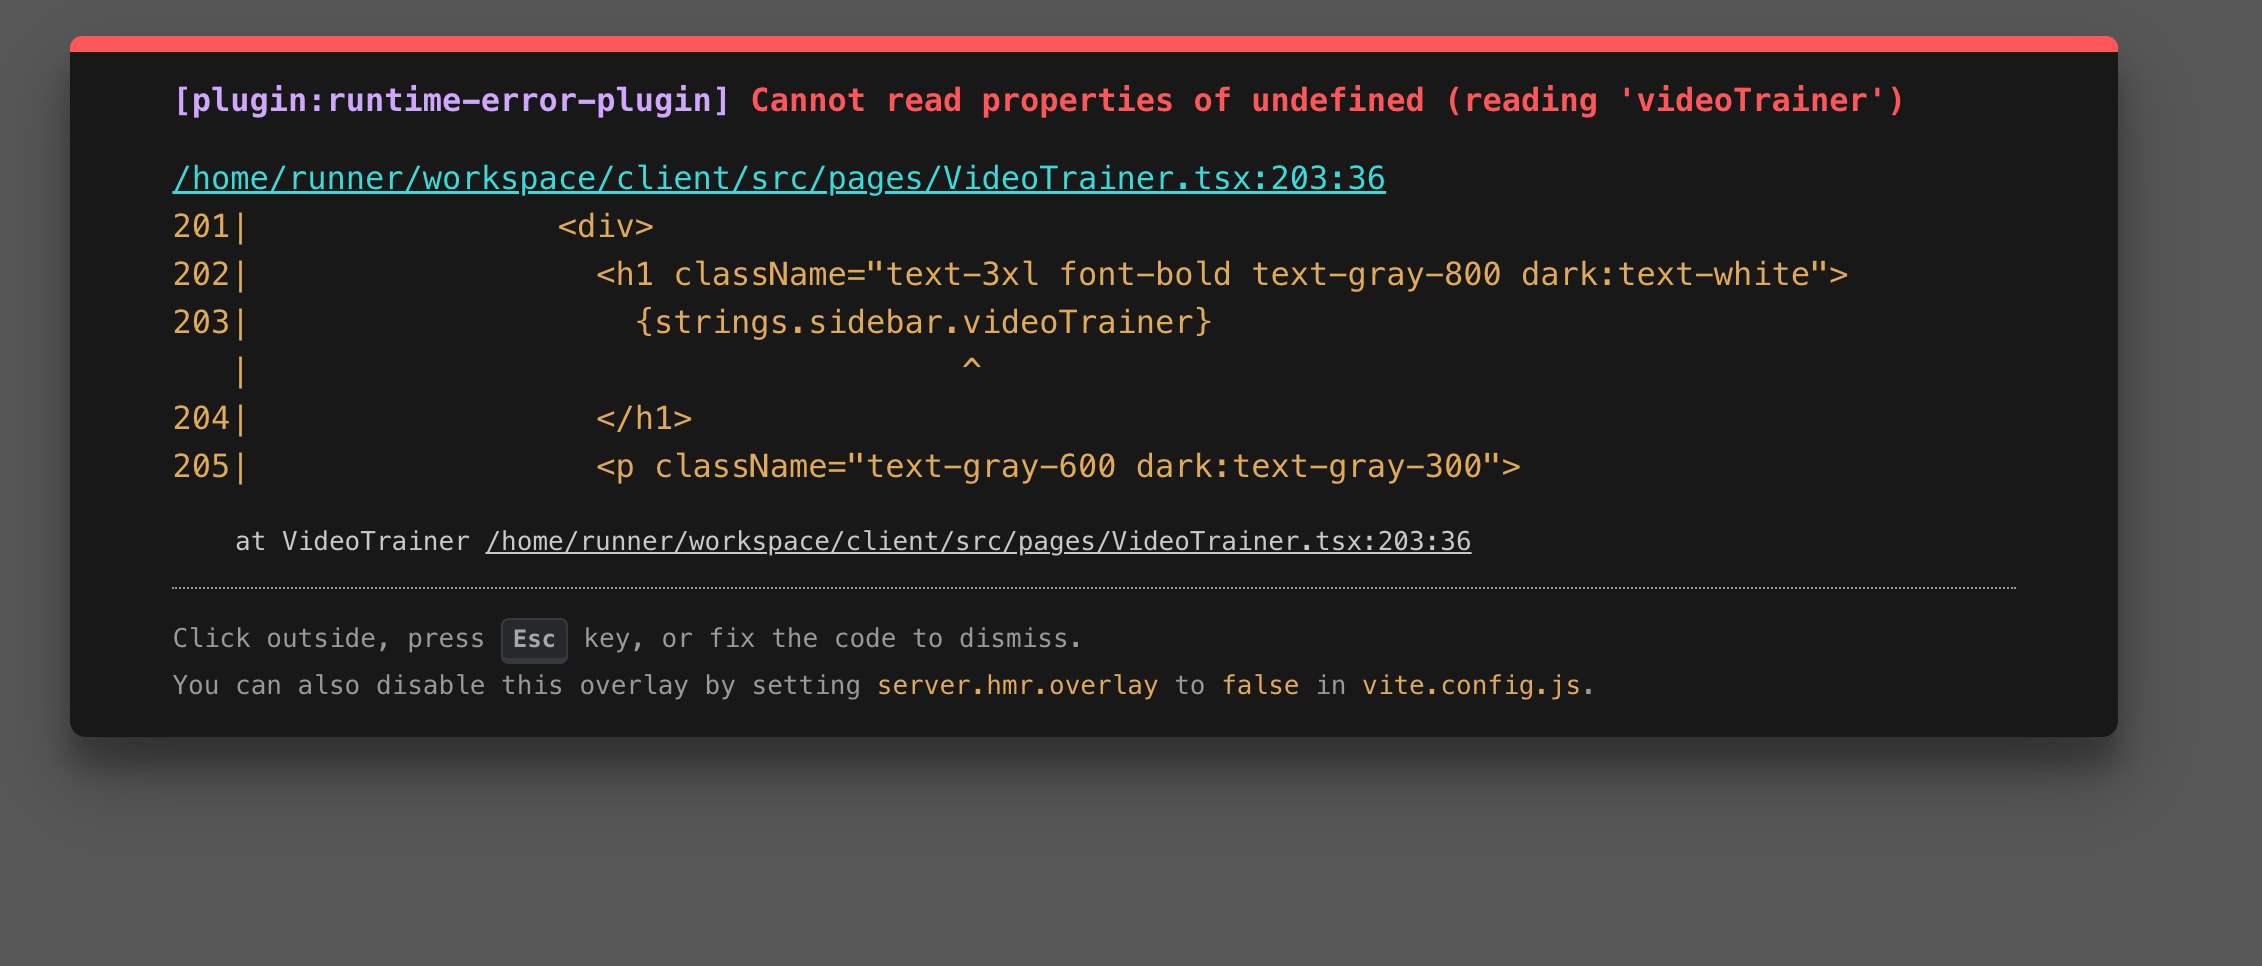 [plugin:runtime-error-plugin] Cannot read properties of undefined (reading 'videoTrainer')
/home/runner/workspace/client/src/pages/VideoTrainer.tsx:203:36
201|                <div>
202|                  <h1 className="text-3xl font-bold text-gray-800 dark:text-white">
203|                    {strings.sidebar.videoTrainer}
   |                                     ^
204|                  </h1>
205|                  <p className="text-gray-600 dark:text-gray-300">
    at VideoTrainer /home/runner/workspace/client/src/pages/VideoTrainer.tsx:203:36
Click outside, press Esc key, or fix the code to dismiss.
You can also disable this overlay by setting server.hmr.overlay to false in vite.config.js.